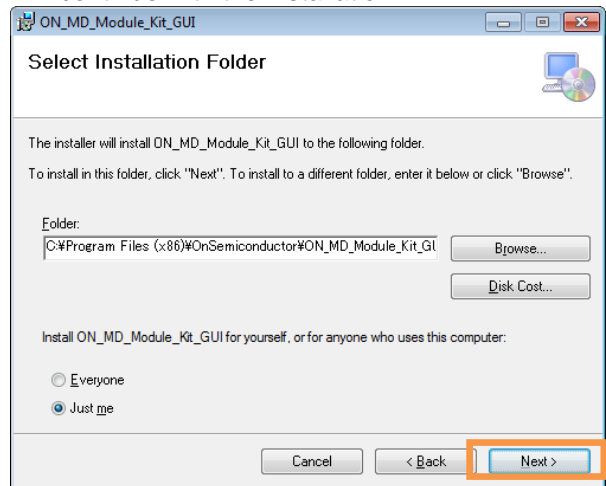 ON_MD_Module_Kit_GUI
Select Installation Folder
The installer will install ON_MD_Module_Kit_GUI to the following folder.
To install in this folder, click "Next". To install to a different folder, enter it below or click "Browse".
Folder:
C:¥Program Files (x86)¥OnSemiconductor¥ON_MD_Module_Kit_GU
Browse...
Disk Cost...
Install ON_MD_Module_Kit_GUI for yourself, or for anyone who uses this computer:
Everyone
Just me
Cancel
< Back
Next >